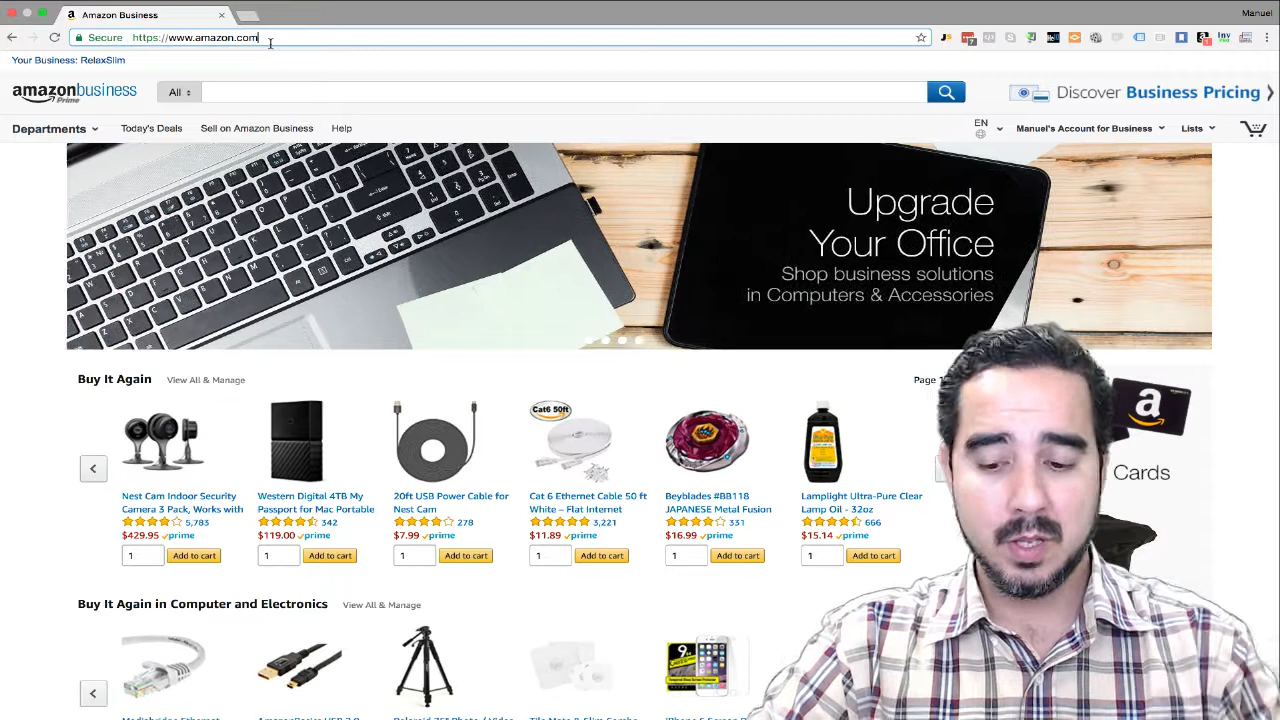 Amazon Business
Manuel
Secure https://www.amazon.com
Your Business: RelaxSlim
amazonbusiness
Prime
All
Discover Business Pricing
Departments
Today's Deals
Sell on Amazon Business
Help
EN
Manuel's Account for Business
Lists
Upgrade
Your Office
Shop business solutions
in Computers & Accessories
Buy It Again
View All & Manage
Page
Cards
Cat6 50ft
Nest Cam Indoor Security
Camera 3 Pack, Works with
5,783
$429.95 prime
1
Add to cart
Western Digital 4TB My
Passport for Mac Portable
342
$119.00 prime
1
Add to cart
20ft USB Power Cable for
Nest Cam
278
$7.99 prime
1
Add to cart
Cat 6 Ethernet Cable 50 ft
White – Flat Internet
3,221
$11.89 prime
1
Add to cart
Beyblades #BB118
JAPANESE Metal Fusion
331
$16.99 prime
1
Add to cart
Lamplight Ultra-Pure Clear
Lamp Oil - 32oz
666
$15.14 prime
1
Add to cart
Buy It Again in Computer and Electronics
View All & Manage